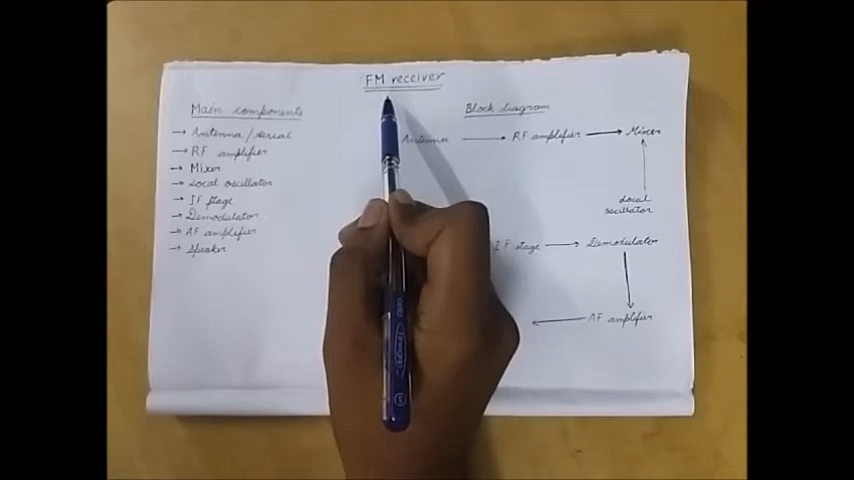 FM receiver
Main components
→ Antenna/aerial
→ RF amplifier
→ Mixer
→ Local oscillator
→ IF stage
→ Demodulator
→ AF amplifier
→ Speaker
Block diagram
Antenna → RF amplifier → Mixer
Local
oscillator
IF stage → Demodulator
AF amplifier